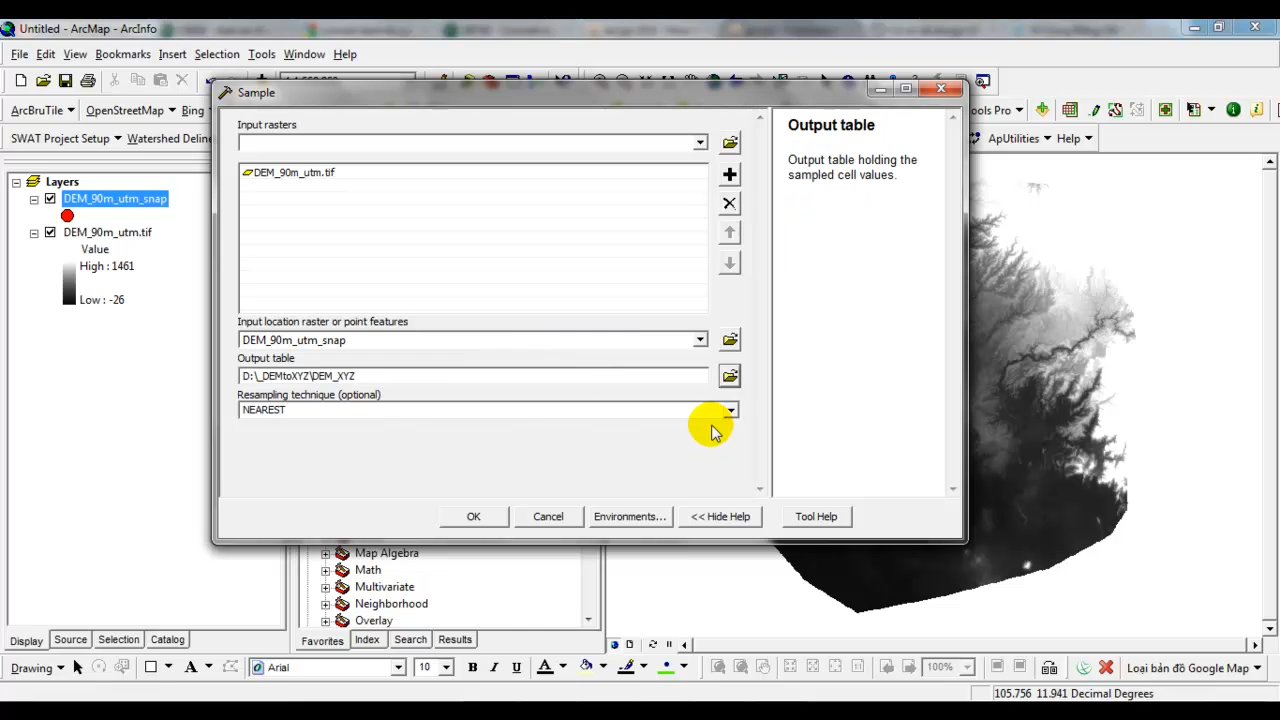 Untitled - ArcMap - ArcInfo
File Edit View Bookmarks Insert Selection Tools Window Help
Sample
ArcBruTile OpenStreetMap Bing
ools Pro
SWAT Project Setup Watershed Deline
ApUtilities Help
Layers
DEM_90m_utm_snap
DEM_90m_utm.tif
Value
High : 1461
Low : -26
Input rasters
DEM_90m_utm.tif
Input location raster or point features
DEM_90m_utm_snap
Output table
D:\_DEMtoXYZ\DEM_XYZ
Resampling technique (optional)
NEAREST
Output table
Output table holding the
sampled cell values.
OK Cancel Environments... << Hide Help Tool Help
Map Algebra
Math
Multivariate
Neighborhood
Overlay
Display Source Selection Catalog
Favorites Index Search Results
Drawing A Arial 10 B I U A 100% Loại bản đồ Google Map
105.756 11.941 Decimal Degrees